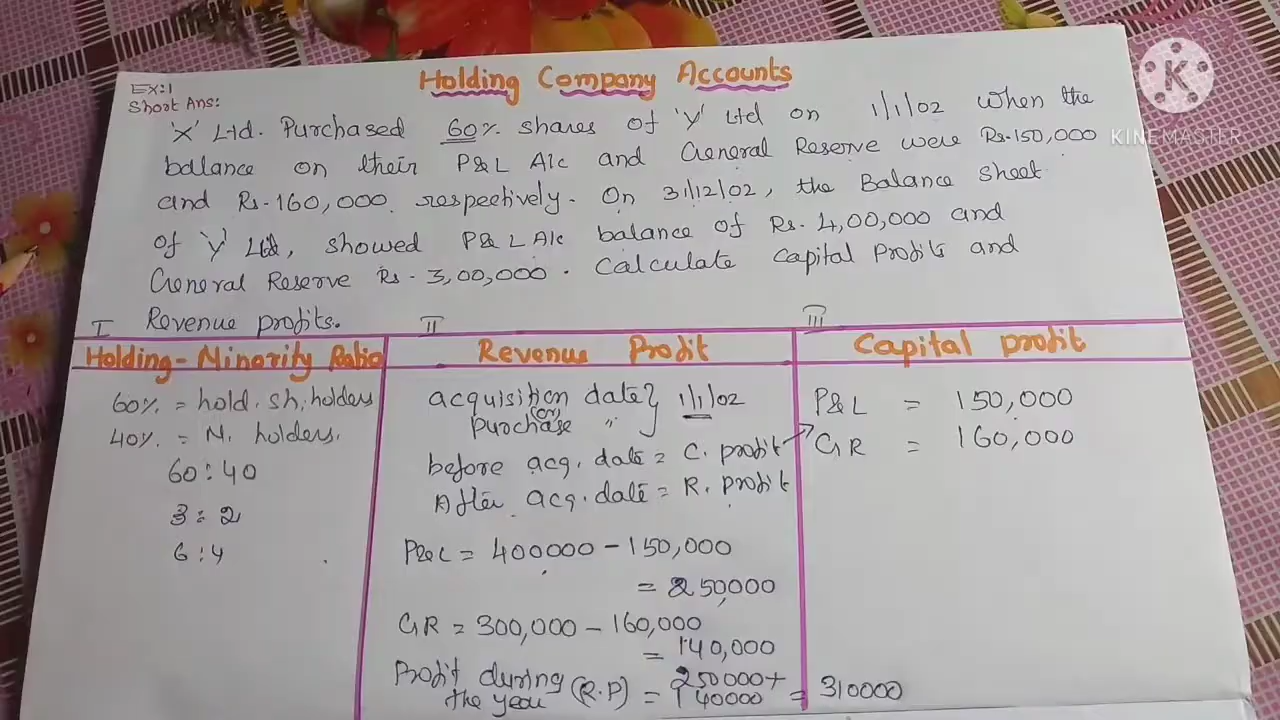 Holding Company Accounts
Ex:1
Short Ans:
'X' Ltd. Purchased 60% shares of 'Y' Ltd on 1/1/02 when the
balance on their P&L A/c and General Reserve were Rs.150,000
and Rs.160,000 respectively. On 31/12/02, the Balance sheet
of 'Y' Ltd, showed P&L A/c balance of Rs. 4,00,000 and
General Reserve Rs. 3,00,000. Calculate Capital Profits and
Revenue profits.
K
KINEMASTER
I
Holding-Minority Ratio
60% = hold. sh. holders
40% = M. holders.
60:40
3:2
6:4
II
Revenue Profit
acquisition date} 1/1/02
(or)
purchase "
before acq. date = C. profit
After acq. date = R. profit
P&L = 400000 - 150,000
= 250000
GR = 300,000 - 160,000
= 140,000
Profit during (R.P) = 250000+
the year 140000 = 310000
III
Capital profit
P&L = 150,000
GR = 160,000